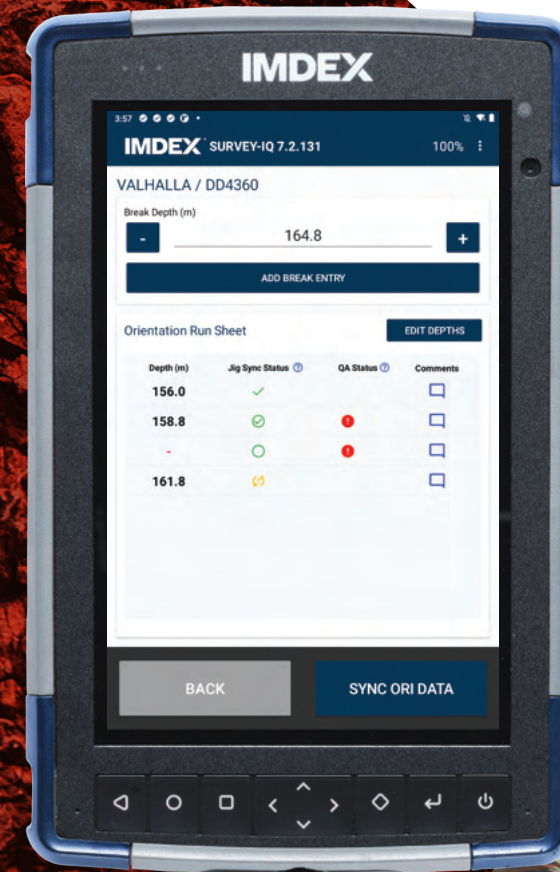 IMDEX
3:57
IMDEX SURVEY-IQ 7.2.131 100%
VALHALLA / DD4360
Break Depth (m)
- 164.8 +
ADD BREAK ENTRY
Orientation Run Sheet EDIT DEPTHS
Depth (m) Jig Sync Status ? QA Status ? Comments
156.0
158.8 !
- !
161.8
BACK SYNC ORI DATA